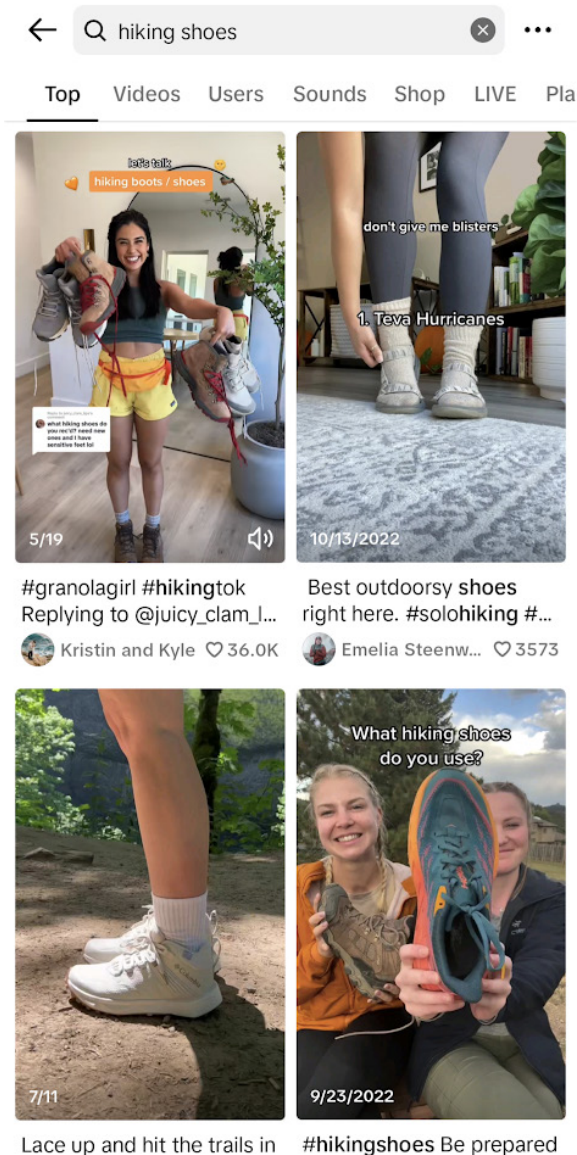 hiking shoes
Top Videos Users Sounds Shop LIVE Pla
let's talk
hiking boots / shoes
what hiking shoes do
you rec'd? need new
ones and I have
sensitive feet lol
5/19
#granolagirl #hikingtok
Replying to @juicy_clam_l...
Kristin and Kyle 36.0K
don't give me blisters
1. Teva Hurricanes
10/13/2022
Best outdoorsy shoes
right here. #solohiking #...
Emelia Steenw... 3573
Columbia
7/11
Lace up and hit the trails in
What hiking shoes
do you use?
9/23/2022
#hikingshoes Be prepared